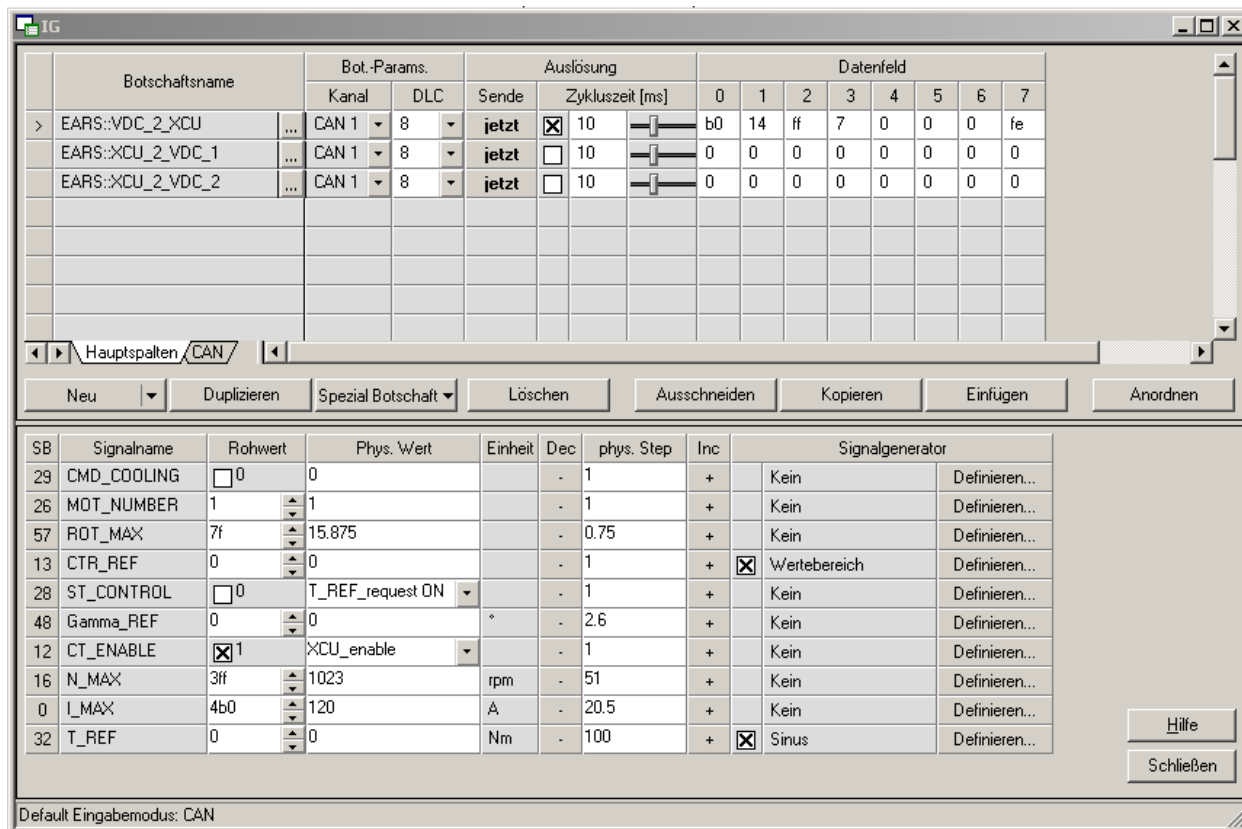 IG
Botschaftsname Bot.-Params. Auslösung Datenfeld
Kanal DLC Sende Zykluszeit [ms] 0 1 2 3 4 5 6 7
> EARS::VDC_2_XCU ... CAN 1 8 jetzt 10 b0 14 ff 7 0 0 0 fe
EARS::XCU_2_VDC_1 ... CAN 1 8 jetzt 10 0 0 0 0 0 0 0 0
EARS::XCU_2_VDC_2 ... CAN 1 8 jetzt 10 0 0 0 0 0 0 0 0
Hauptspalten CAN
Neu Duplizieren Spezial Botschaft Löschen Ausschneiden Kopieren Einfügen Anordnen
SB Signalname Rohwert Phys. Wert Einheit Dec phys. Step Inc Signalgenerator
29 CMD_COOLING 0 0 - 1 + Kein Definieren...
26 MOT_NUMBER 1 1 - 1 + Kein Definieren...
57 ROT_MAX 7f 15.875 - 0.75 + Kein Definieren...
13 CTR_REF 0 0 - 1 + Wertebereich Definieren...
28 ST_CONTROL 0 T_REF_request ON - 1 + Kein Definieren...
48 Gamma_REF 0 0 ° - 2.6 + Kein Definieren...
12 CT_ENABLE 1 XCU_enable - 1 + Kein Definieren...
16 N_MAX 3ff 1023 rpm - 51 + Kein Definieren...
0 I_MAX 4b0 120 A - 20.5 + Kein Definieren...
32 T_REF 0 0 Nm - 100 + Sinus Definieren...
Hilfe
Schließen
Default Eingabemodus: CAN